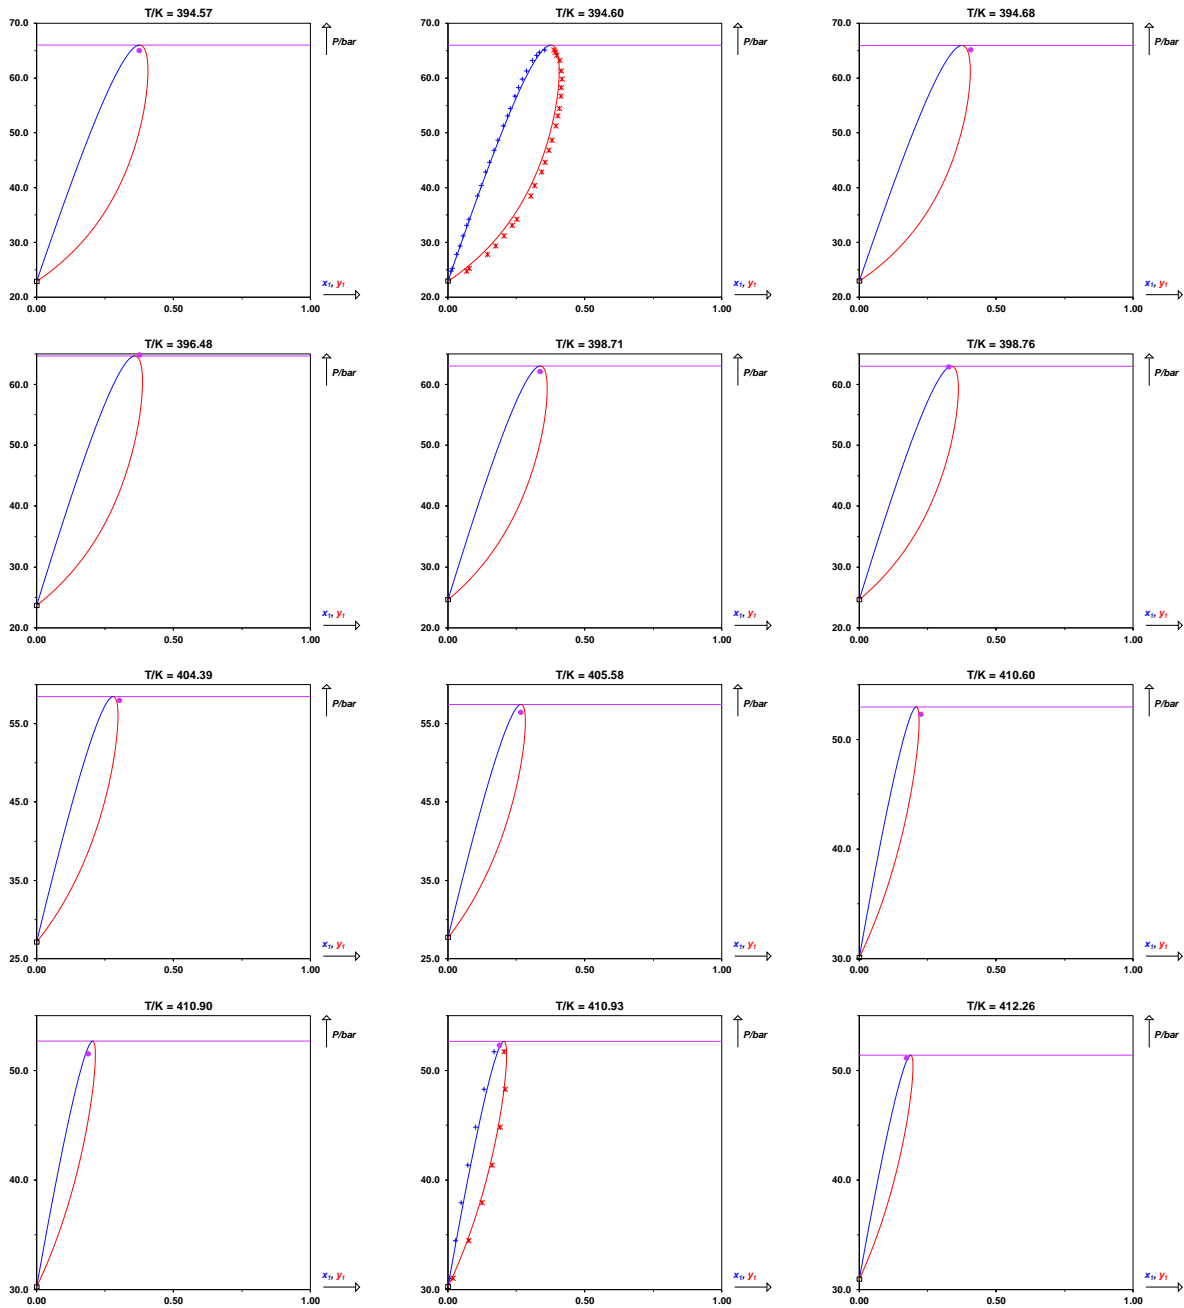 T/K = 394.57 T/K = 394.60 T/K = 394.68
70.0 70.0 70.0
P/bar P/bar P/bar
60.0 60.0 60.0
50.0 50.0 50.0
40.0 40.0 40.0
30.0 30.0 30.0
x₁, y₁ x₁, y₁ x₁, y₁
20.0 20.0 20.0
0.00 0.50 1.00 0.00 0.50 1.00 0.00 0.50 1.00
T/K = 396.48 T/K = 398.71 T/K = 398.76
P/bar P/bar P/bar
60.0 60.0 60.0
50.0 50.0 50.0
40.0 40.0 40.0
30.0 30.0 30.0
x₁, y₁ x₁, y₁ x₁, y₁
20.0 20.0 20.0
0.00 0.50 1.00 0.00 0.50 1.00 0.00 0.50 1.00
T/K = 404.39 T/K = 405.58 T/K = 410.60
P/bar P/bar P/bar
55.0 55.0 50.0
45.0 45.0 40.0
35.0 35.0
x₁, y₁ x₁, y₁ x₁, y₁
25.0 25.0 30.0
0.00 0.50 1.00 0.00 0.50 1.00 0.00 0.50 1.00
T/K = 410.90 T/K = 410.93 T/K = 412.26
P/bar P/bar P/bar
50.0 50.0 50.0
40.0 40.0 40.0
x₁, y₁ x₁, y₁ x₁, y₁
30.0 30.0 30.0
0.00 0.50 1.00 0.00 0.50 1.00 0.00 0.50 1.00